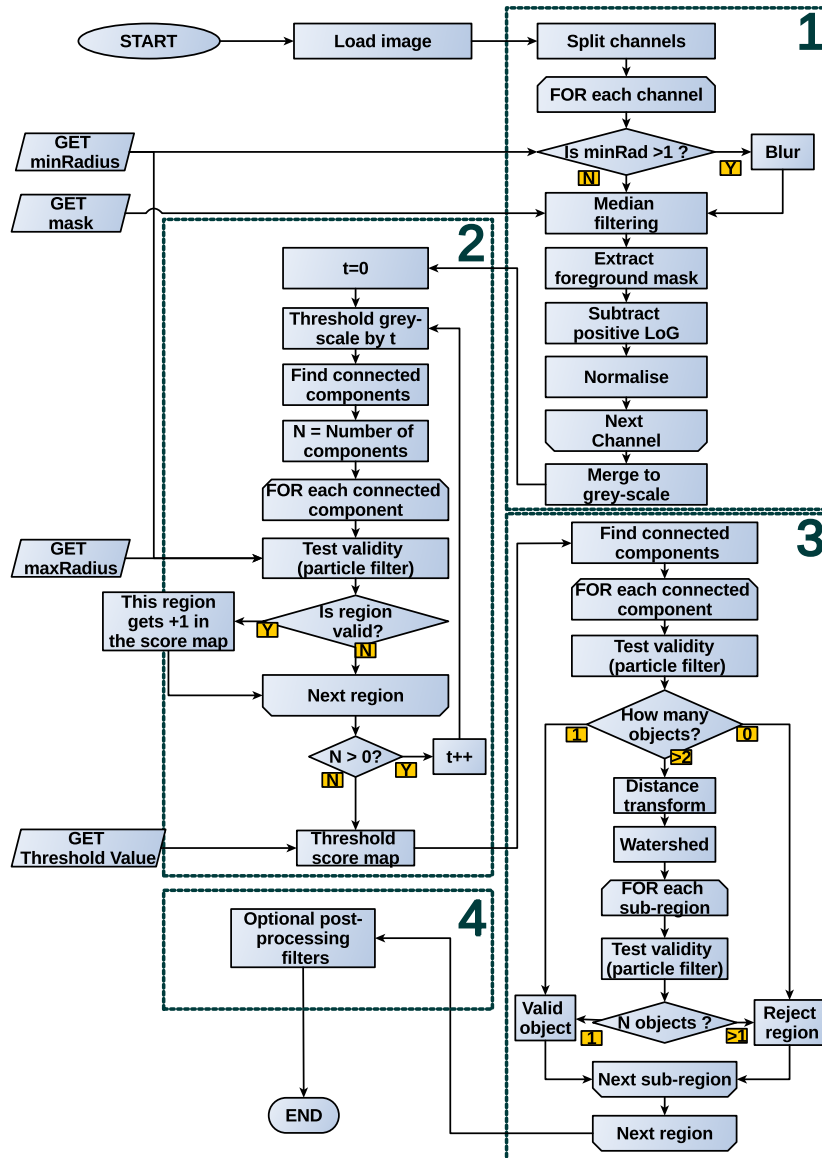 START
Load image
Split channels
1
FOR each channel
GET
minRadius
Is minRad >1 ?
Y
Blur
N
GET
mask
Median
filtering
Extract
foreground mask
Subtract
positive LoG
Normalise
Next
Channel
Merge to
grey-scale
2
t=0
Threshold grey-
scale by t
Find connected
components
N = Number of
components
FOR each connected
component
GET
maxRadius
Test validity
(particle filter)
Is region
valid?
Y
N
This region
gets +1 in
the score map
Next region
N > 0?
N
Y
t++
GET
Threshold Value
Threshold
score map
3
Find connected
components
FOR each connected
component
Test validity
(particle filter)
How many
objects?
1
0
>2
Distance
transform
Watershed
FOR each
sub-region
Test validity
(particle filter)
N objects ?
1
>1
Valid
object
Reject
region
Next sub-region
Next region
4
Optional post-
processing
filters
END